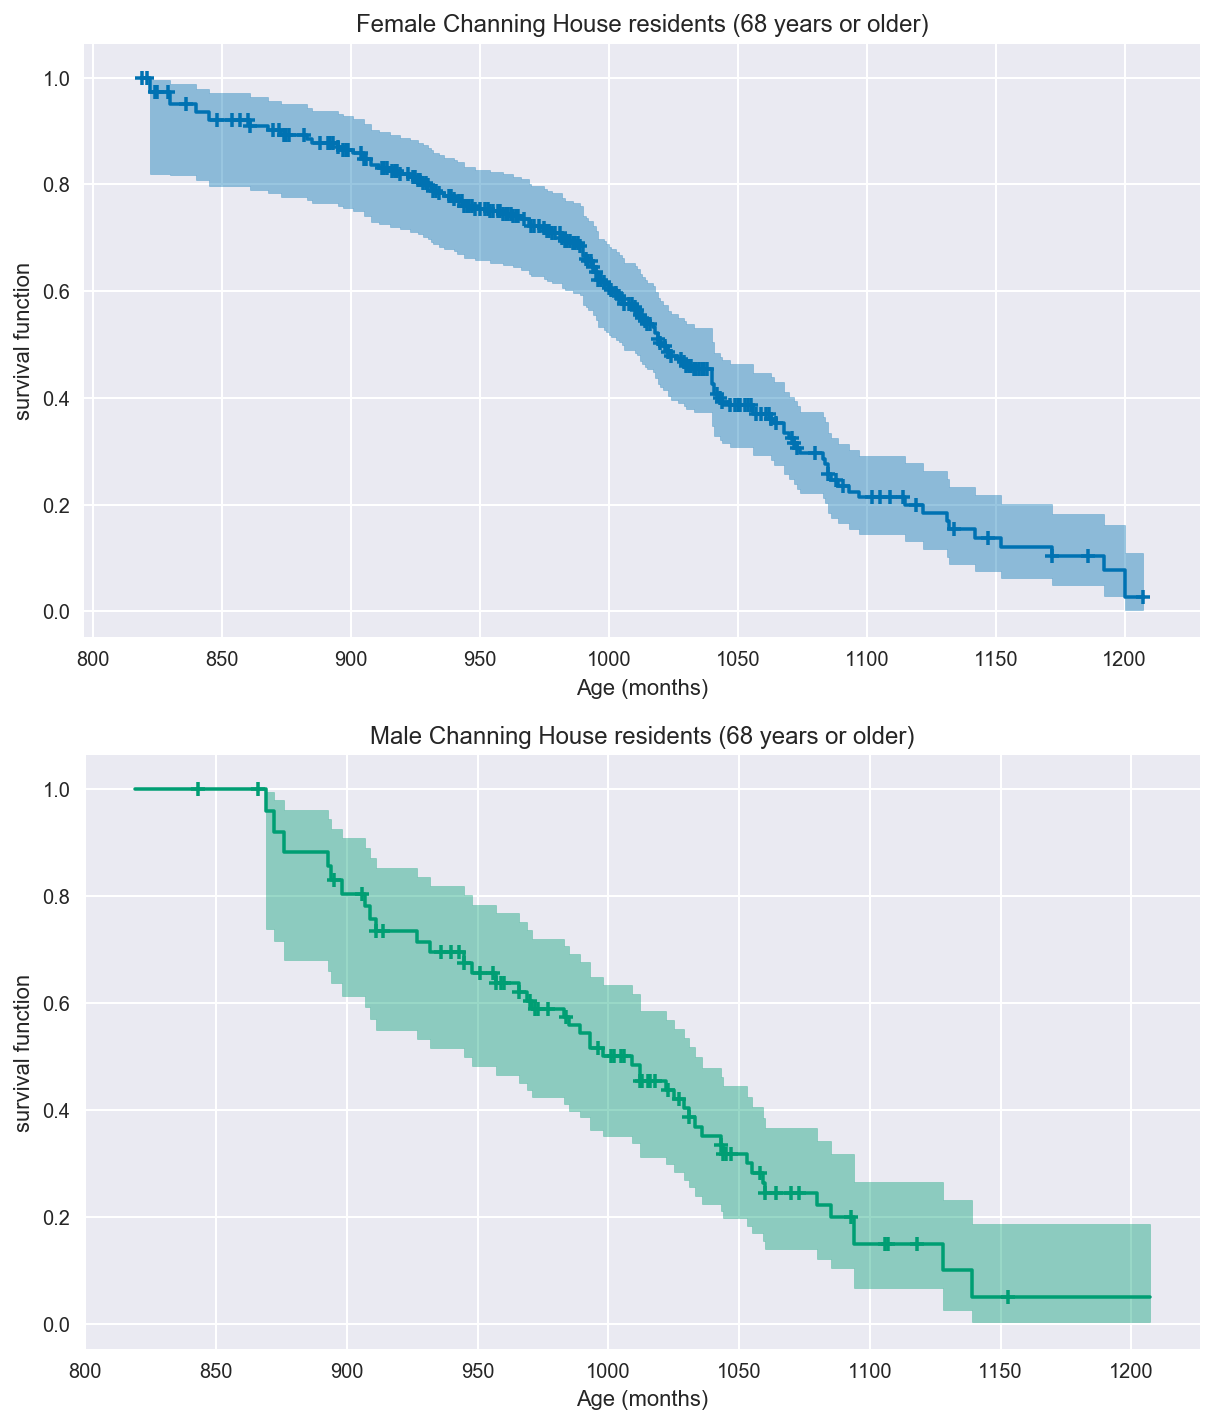 Female Channing House residents (68 years or older)
1.0
0.8
0.6
0.4
0.2
0.0
survival function
800 850 900 950 1000 1050 1100 1150 1200
Age (months)
Male Channing House residents (68 years or older)
1.0
0.8
0.6
0.4
0.2
0.0
survival function
800 850 900 950 1000 1050 1100 1150 1200
Age (months)